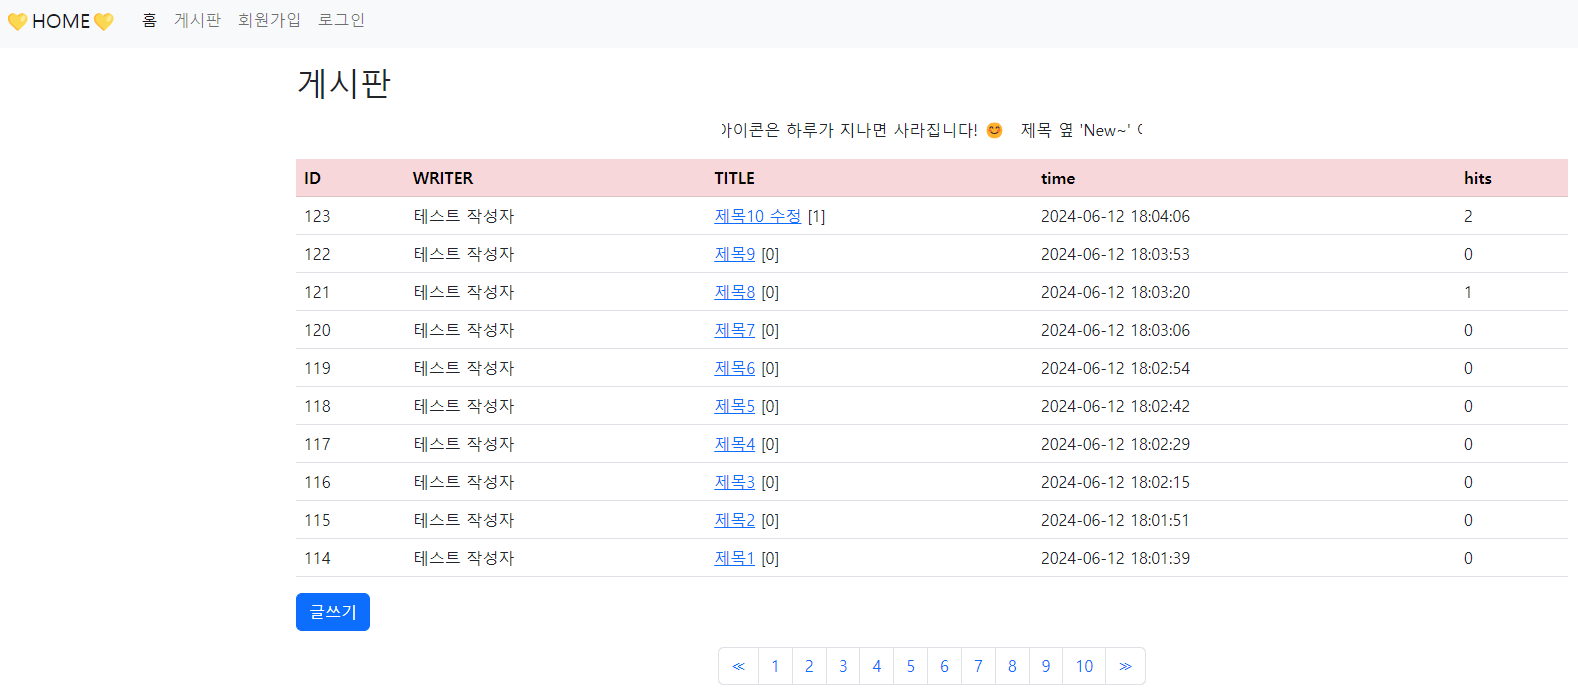 💛HOME💛 홈 게시판 회원가입 로그인
게시판
아이콘은 하루가 지나면 사라집니다! 😊 제목 옆 'New~'
ID WRITER TITLE time hits
123 테스트 작성자 제목10 수정 [1] 2024-06-12 18:04:06 2
122 테스트 작성자 제목9 [0] 2024-06-12 18:03:53 0
121 테스트 작성자 제목8 [0] 2024-06-12 18:03:20 1
120 테스트 작성자 제목7 [0] 2024-06-12 18:03:06 0
119 테스트 작성자 제목6 [0] 2024-06-12 18:02:54 0
118 테스트 작성자 제목5 [0] 2024-06-12 18:02:42 0
117 테스트 작성자 제목4 [0] 2024-06-12 18:02:29 0
116 테스트 작성자 제목3 [0] 2024-06-12 18:02:15 0
115 테스트 작성자 제목2 [0] 2024-06-12 18:01:51 0
114 테스트 작성자 제목1 [0] 2024-06-12 18:01:39 0
글쓰기
≪ 1 2 3 4 5 6 7 8 9 10 ≫